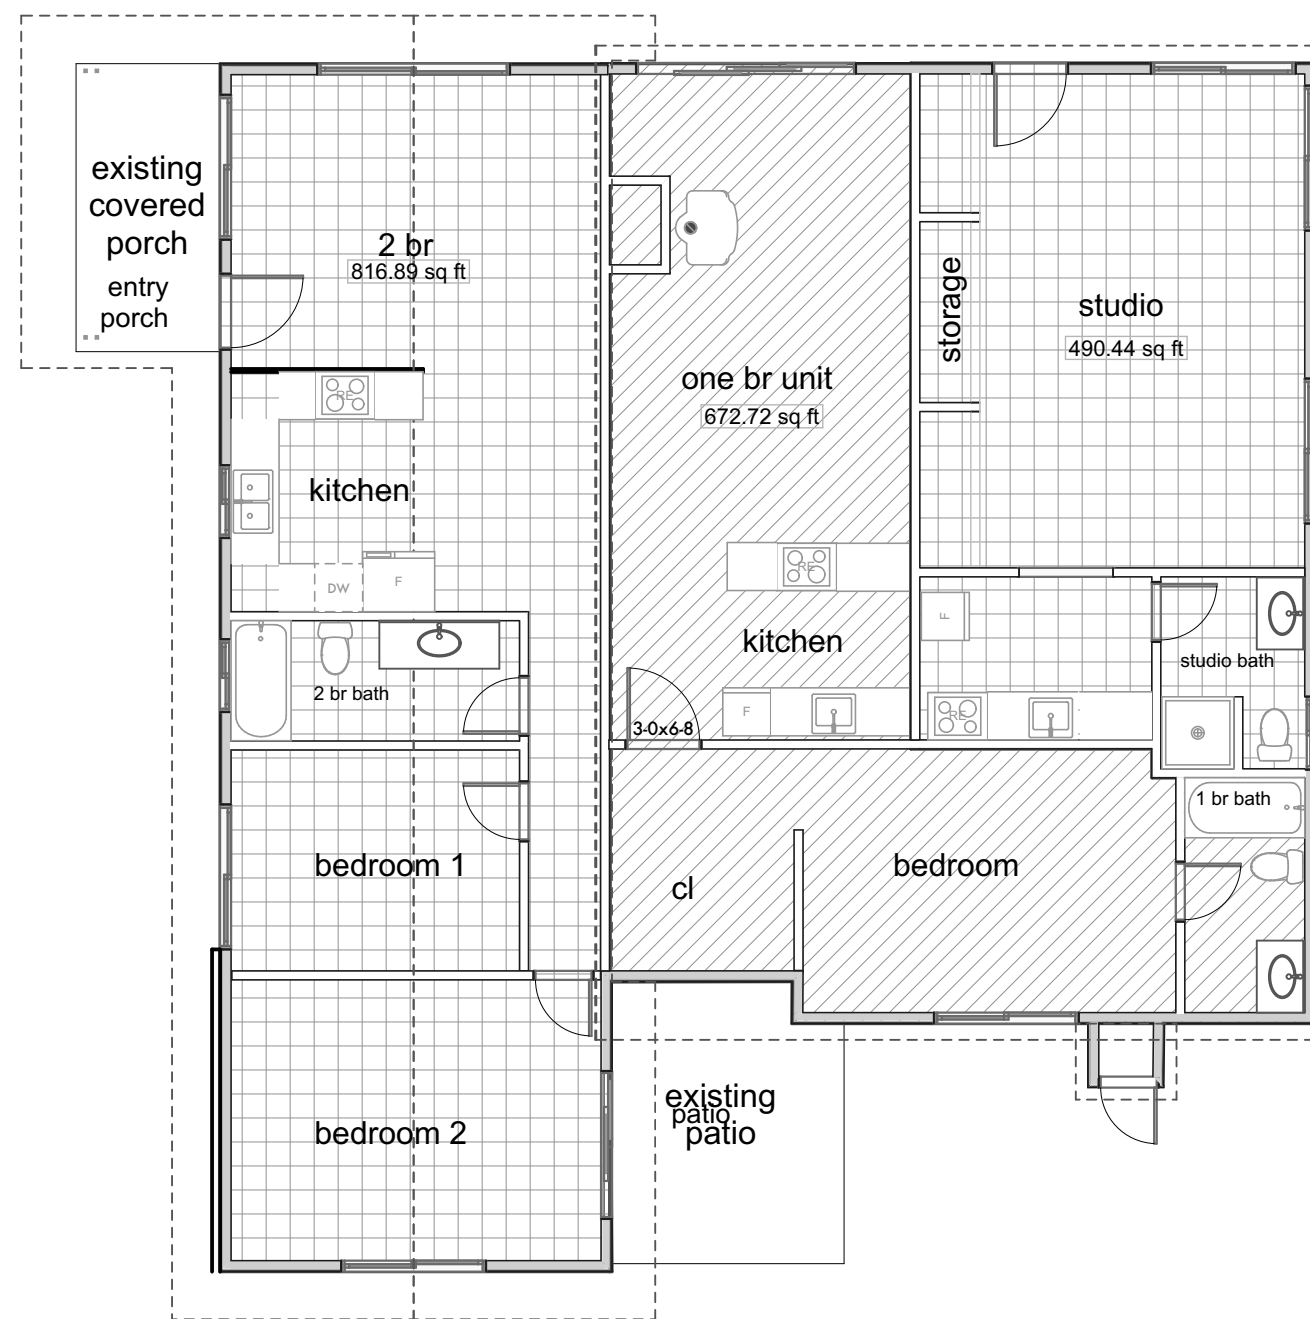 existing
covered
porch
entry
porch
2 br
816.89 sq ft
RE
kitchen
DW
F
2 br bath
bedroom 1
bedroom 2
one br unit
672.72 sq ft
RE
kitchen
F
3-0x6-8
cl
bedroom
existing
patio
patio
storage
studio
490.44 sq ft
F
RE
studio bath
1 br bath